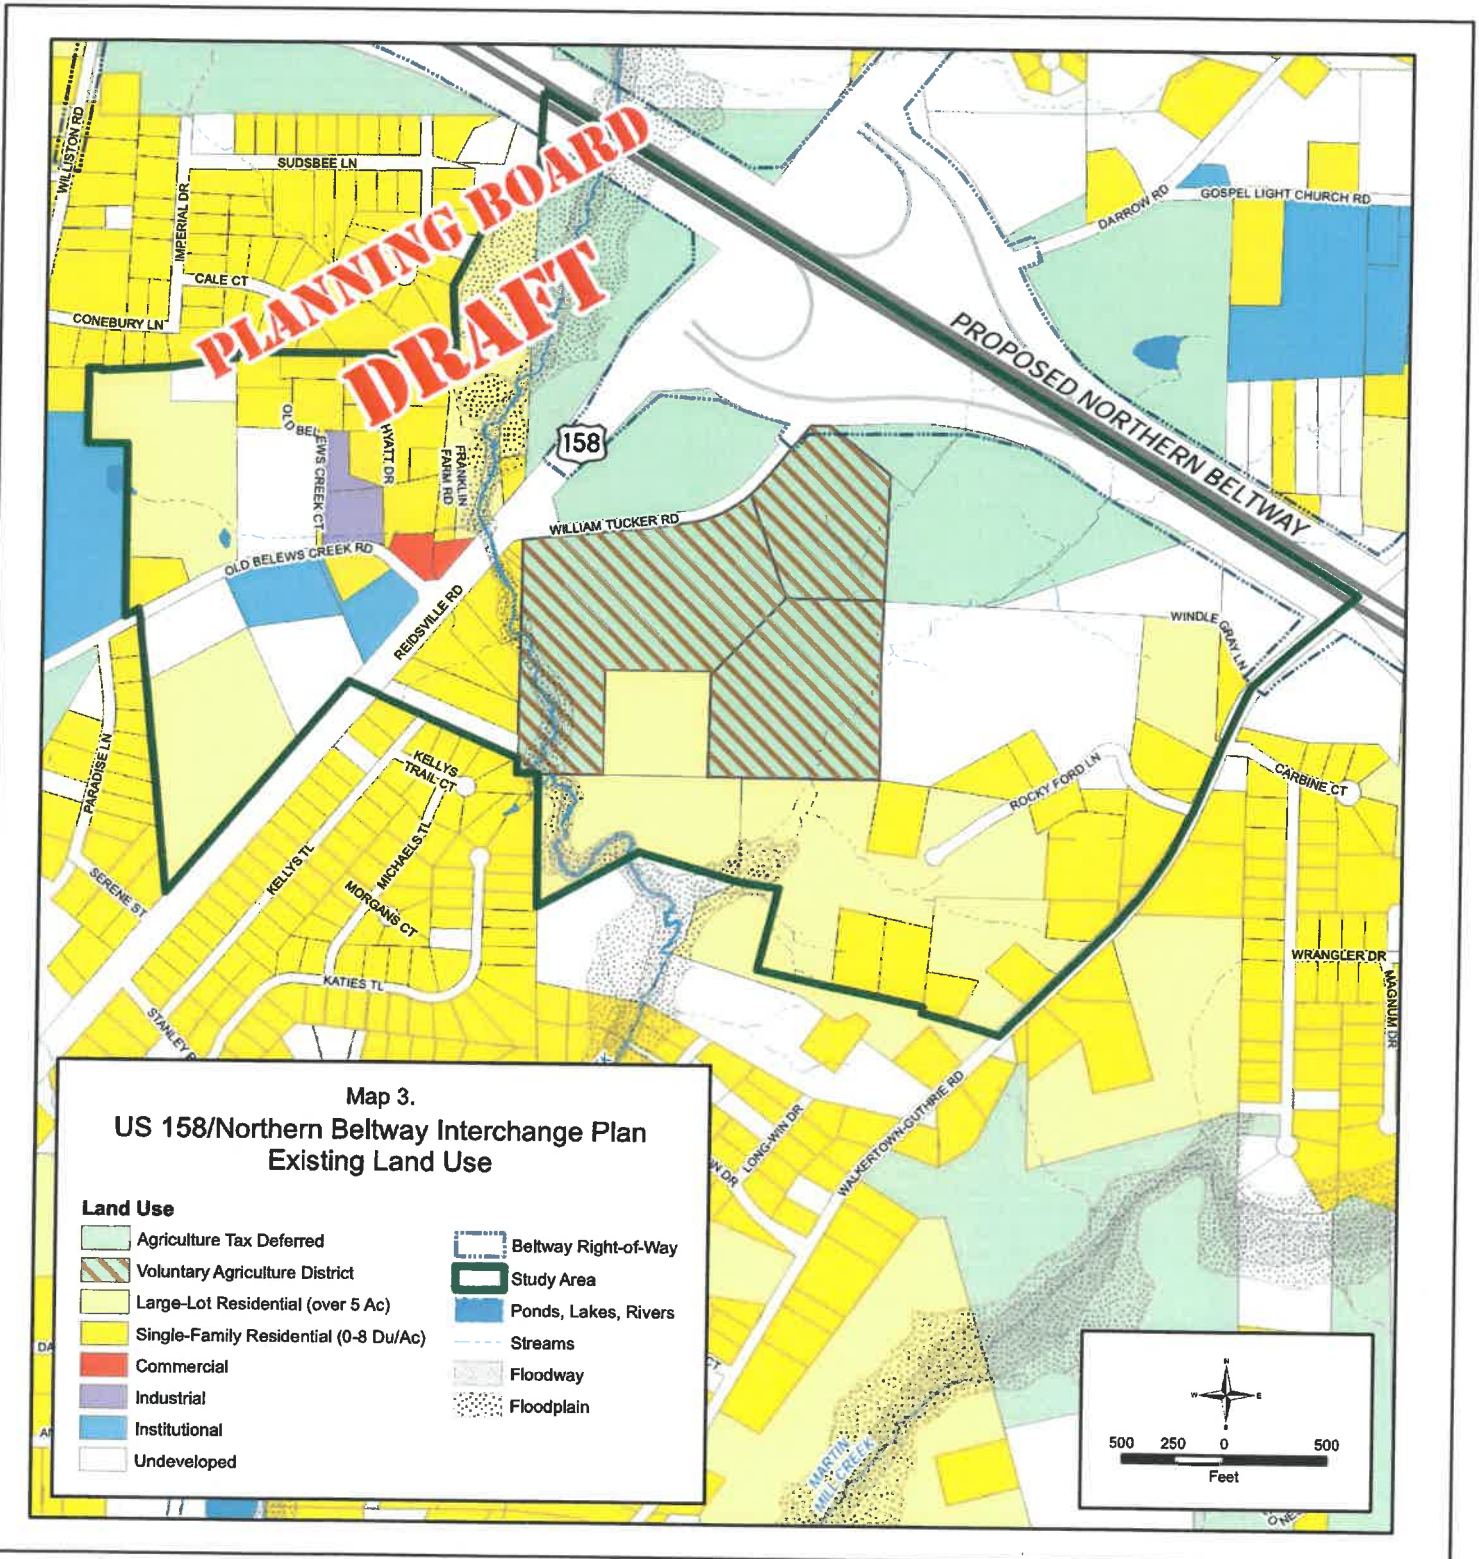 WILLISTON RD
SUDSBEE LN
IMPERIAL DR
CALE CT
CONEBURY LN
PLANNING BOARD
DRAFT
GOSPEL LIGHT CHURCH RD
DARROW RD
PROPOSED NORTHERN BELTWAY
158
OLD BELEWS CREEK CT
HYATT DR
FRANKLIN
FARM RD
WILLIAM TUCKER RD
OLD BELEWS CREEK RD
REIDSVILLE RD
WINDLE GRAY LN
PARADISE LN
KELLYS
TRAIL CT
ROCKY FORD LN
CARBINE CT
KELLYS TL
MICHAELS TL
MORGANS CT
SERENE ST
KATIES TL
WRANGLER DR
MAGNUM DR
STANLEY
LONG-WIN DR
WALKERTOWN-GUTHRIE RD
Map 3.
US 158/Northern Beltway Interchange Plan
Existing Land Use
Land Use
Agriculture Tax Deferred
Voluntary Agriculture District
Large-Lot Residential (over 5 Ac)
Single-Family Residential (0-8 Du/Ac)
Commercial
Industrial
Institutional
Undeveloped
Beltway Right-of-Way
Study Area
Ponds, Lakes, Rivers
Streams
Floodway
Floodplain
MARTIN
MILL CREEK
N
W
E
S
500 250 0 500
Feet